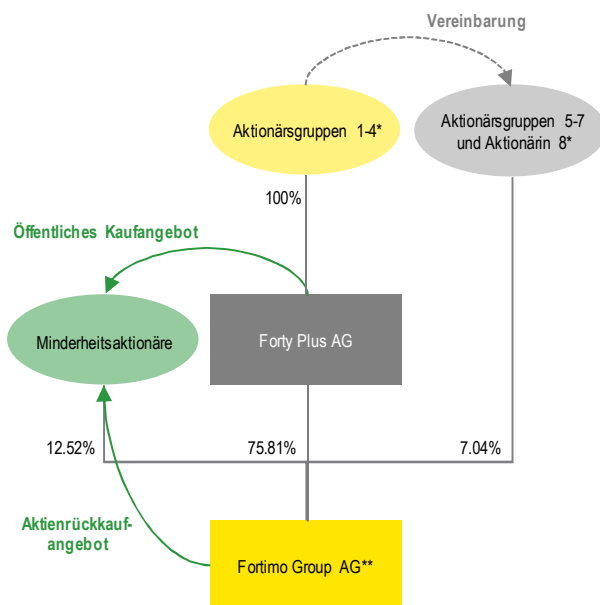 Vereinbarung
Aktionärsgruppen 1-4*
Aktionärsgruppen 5-7
und Aktionärin 8*
100%
Öffentliches Kaufangebot
Minderheitsaktionäre
Forty Plus AG
12.52%
75.81%
7.04%
Aktienrückkauf-
angebot
Fortimo Group AG**